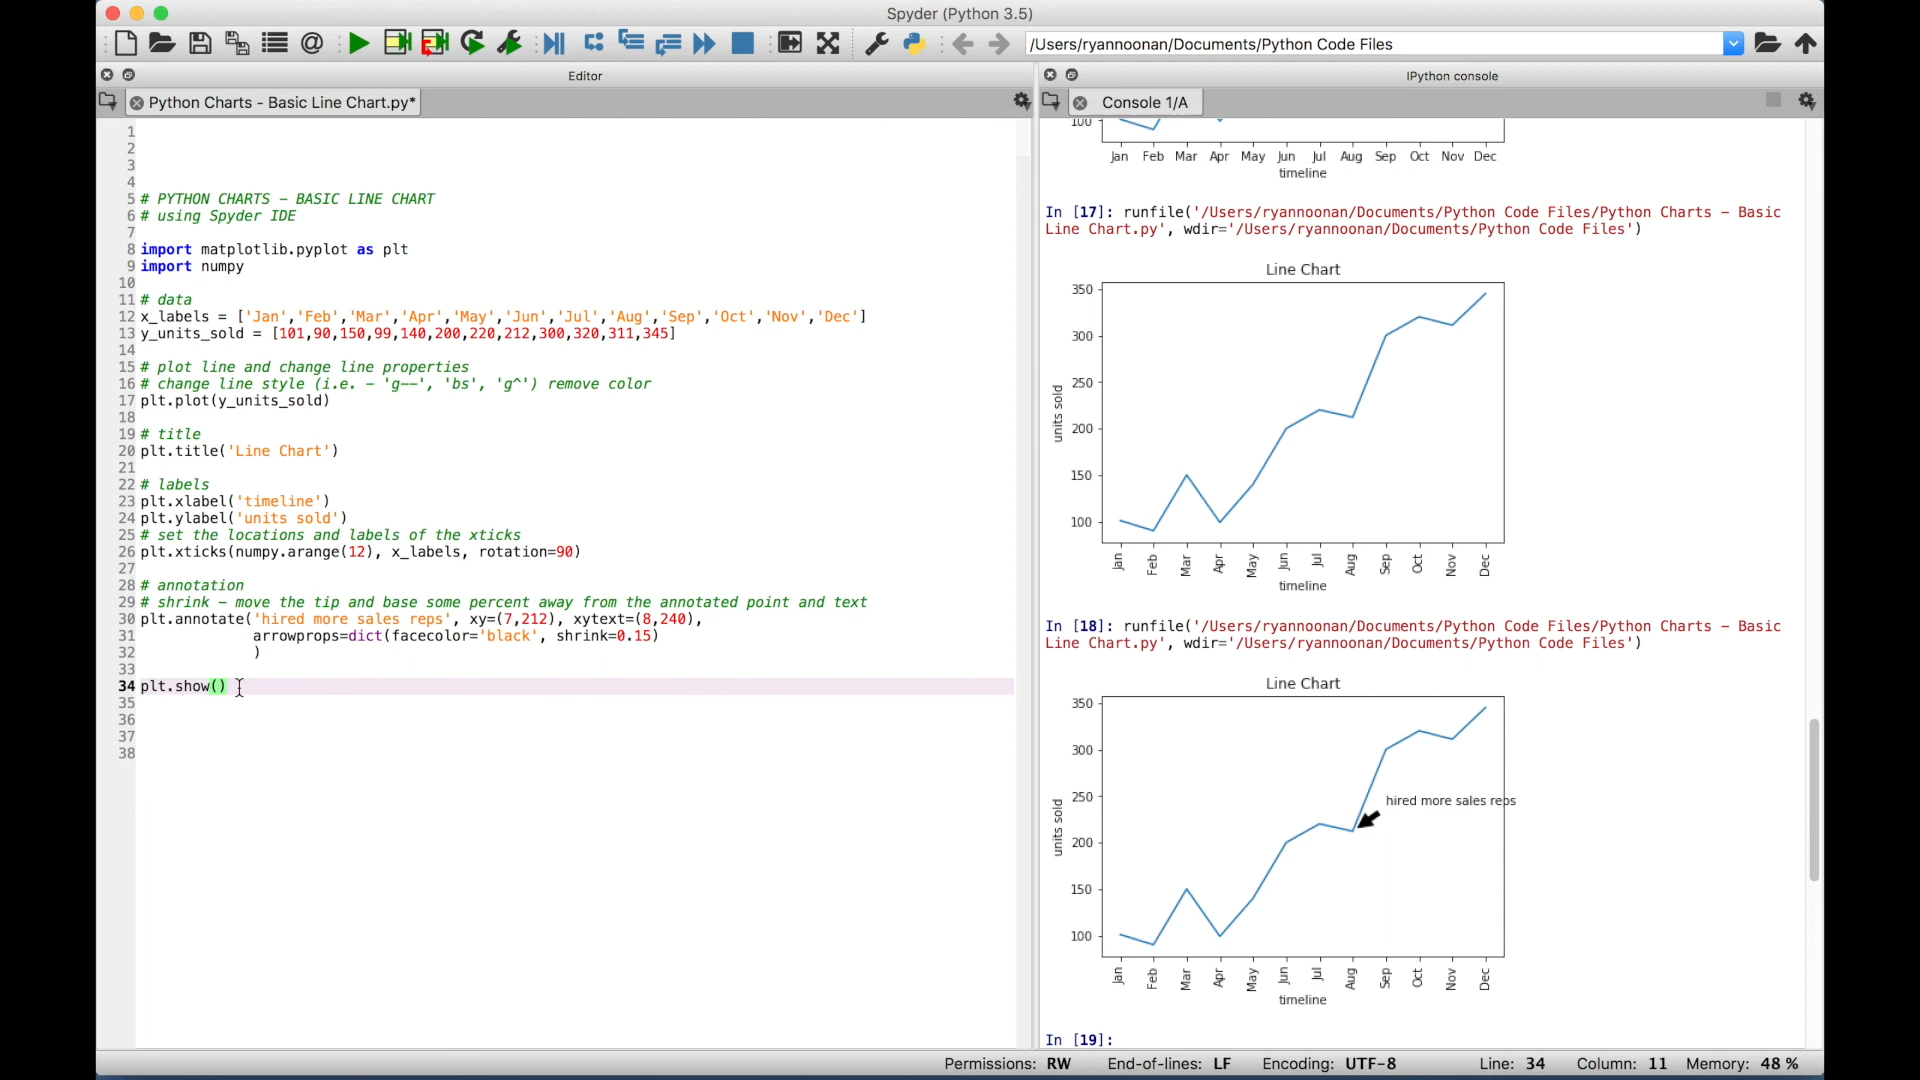 Spyder (Python 3.5)
/Users/ryannoonan/Documents/Python Code Files
Editor
Python Charts - Basic Line Chart.py*
1
2
3
4
5 # PYTHON CHARTS – BASIC LINE CHART
6 # using Spyder IDE
7
8 import matplotlib.pyplot as plt
9 import numpy
10
11 # data
12 x_labels = ['Jan','Feb','Mar','Apr','May','Jun','Jul','Aug','Sep','Oct','Nov','Dec']
13 y_units_sold = [101,90,150,99,140,200,220,212,300,320,311,345]
14
15 # plot line and change line properties
16 # change line style (i.e. – 'g--', 'bs', 'g^') remove color
17 plt.plot(y_units_sold)
18
19 # title
20 plt.title('Line Chart')
21
22 # labels
23 plt.xlabel('timeline')
24 plt.ylabel('units sold')
25 # set the locations and labels of the xticks
26 plt.xticks(numpy.arange(12), x_labels, rotation=90)
27
28 # annotation
29 # shrink – move the tip and base some percent away from the annotated point and text
30 plt.annotate('hired more sales reps', xy=(7,212), xytext=(8,240),
31 arrowprops=dict(facecolor='black', shrink=0.15)
32 )
33
34 plt.show()
35
36
37
38
IPython console
Console 1/A
100
Jan Feb Mar Apr May Jun Jul Aug Sep Oct Nov Dec
timeline
In [17]: runfile('/Users/ryannoonan/Documents/Python Code Files/Python Charts – Basic
Line Chart.py', wdir='/Users/ryannoonan/Documents/Python Code Files')
Line Chart
350
300
250
200
150
100
units sold
Jan Feb Mar Apr May Jun Jul Aug Sep Oct Nov Dec
timeline
In [18]: runfile('/Users/ryannoonan/Documents/Python Code Files/Python Charts – Basic
Line Chart.py', wdir='/Users/ryannoonan/Documents/Python Code Files')
Line Chart
350
300
250
200
150
100
units sold
hired more sales reps
Jan Feb Mar Apr May Jun Jul Aug Sep Oct Nov Dec
timeline
In [19]:
Permissions: RW End-of-lines: LF Encoding: UTF-8 Line: 34 Column: 11 Memory: 48 %